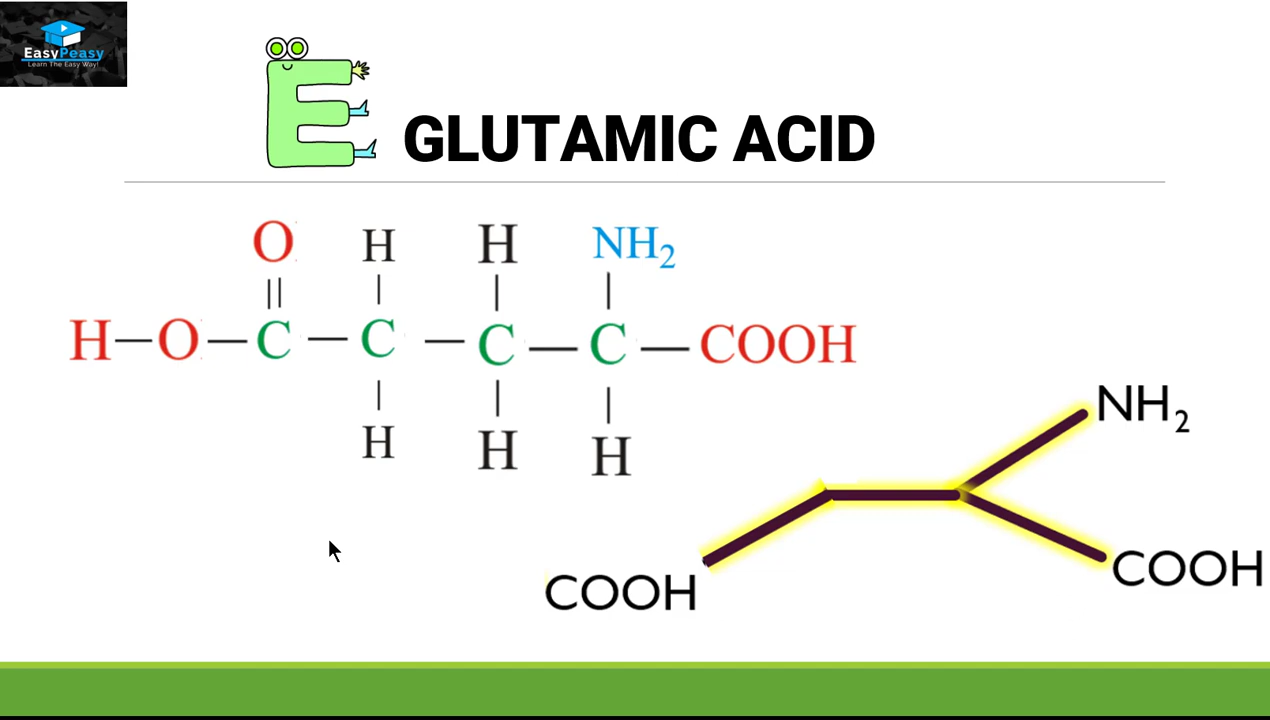 EasyPeasy
Learn The Easy Way!
E GLUTAMIC ACID
O H H NH₂
H—O—C—C—C—C—COOH
H H H
NH₂
COOH
COOH